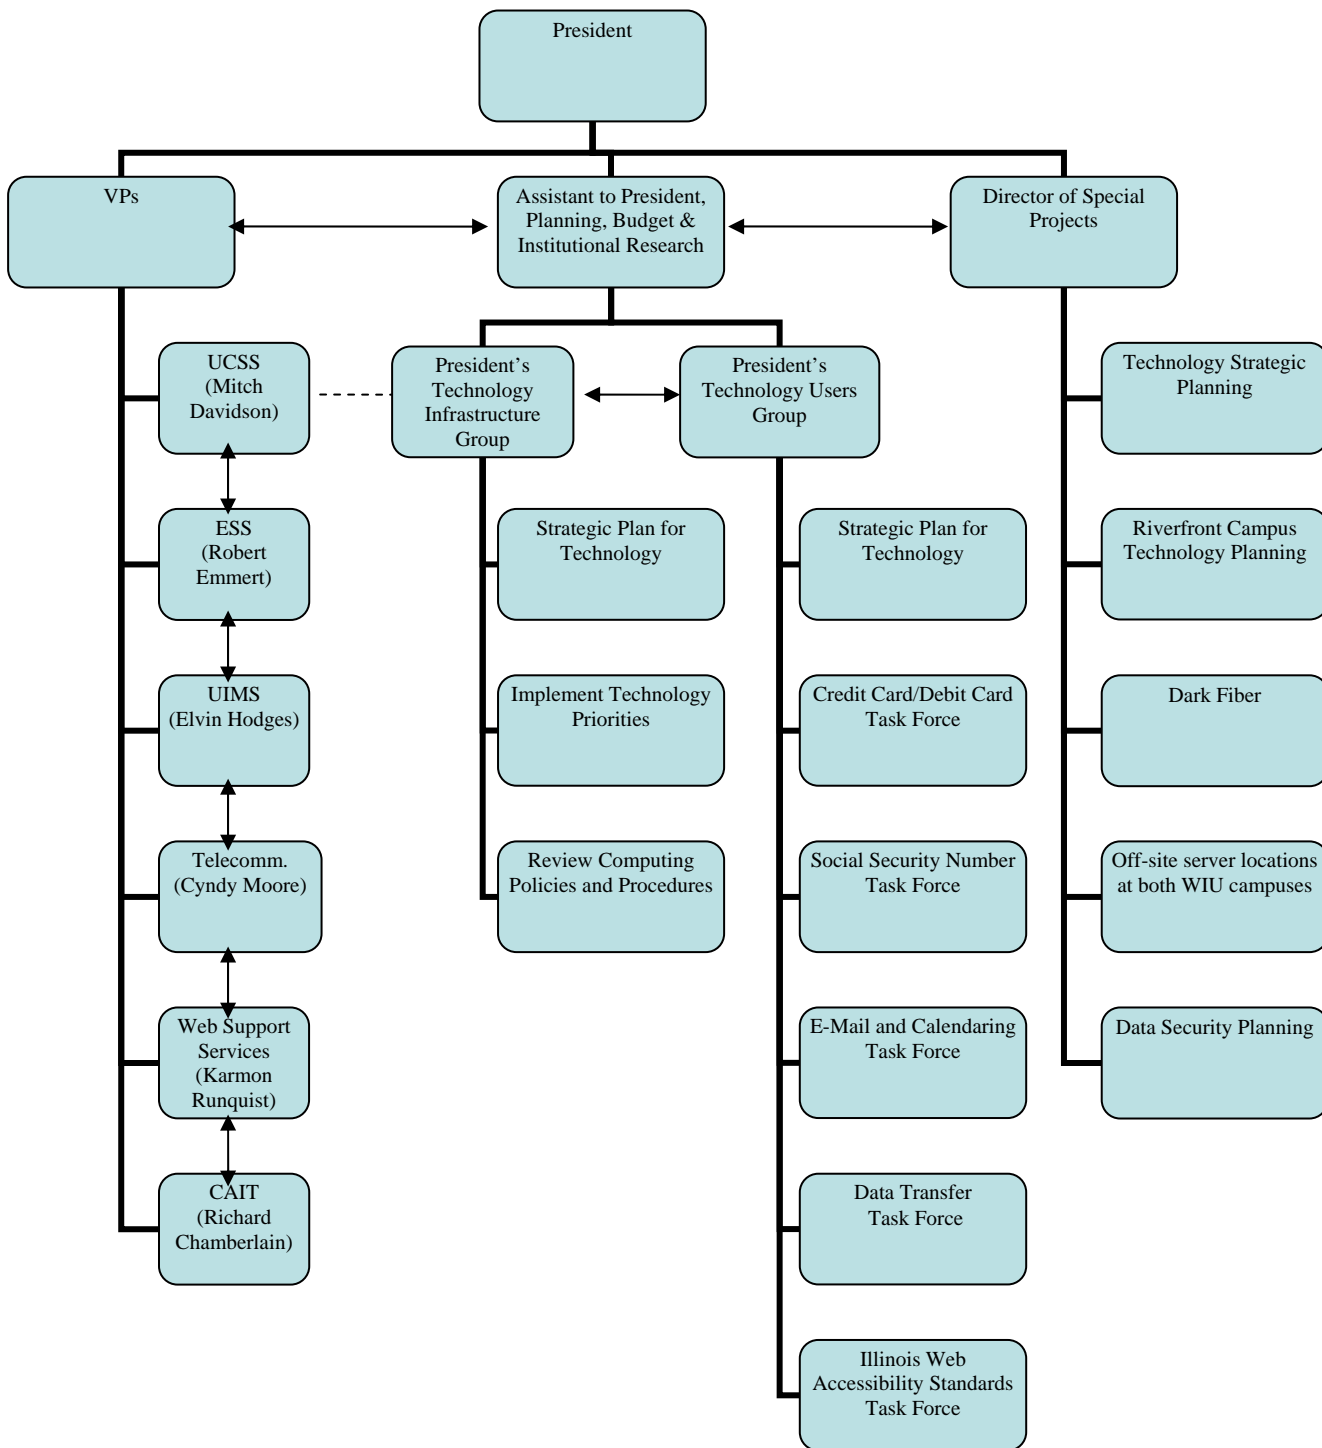 President
VPs
Assistant to President,
Planning, Budget &
Institutional Research
Director of Special
Projects
UCSS
(Mitch
Davidson)
President’s
Technology
Infrastructure
Group
President’s
Technology Users
Group
Technology Strategic
Planning
ESS
(Robert
Emmert)
Strategic Plan for
Technology
Strategic Plan for
Technology
Riverfront Campus
Technology Planning
UIMS
(Elvin Hodges)
Implement Technology
Priorities
Credit Card/Debit Card
Task Force
Dark Fiber
Telecomm.
(Cyndy Moore)
Review Computing
Policies and Procedures
Social Security Number
Task Force
Off-site server locations
at both WIU campuses
Web Support
Services
(Karmon
Runquist)
E-Mail and Calendaring
Task Force
Data Security Planning
CAIT
(Richard
Chamberlain)
Data Transfer
Task Force
Illinois Web
Accessibility Standards
Task Force